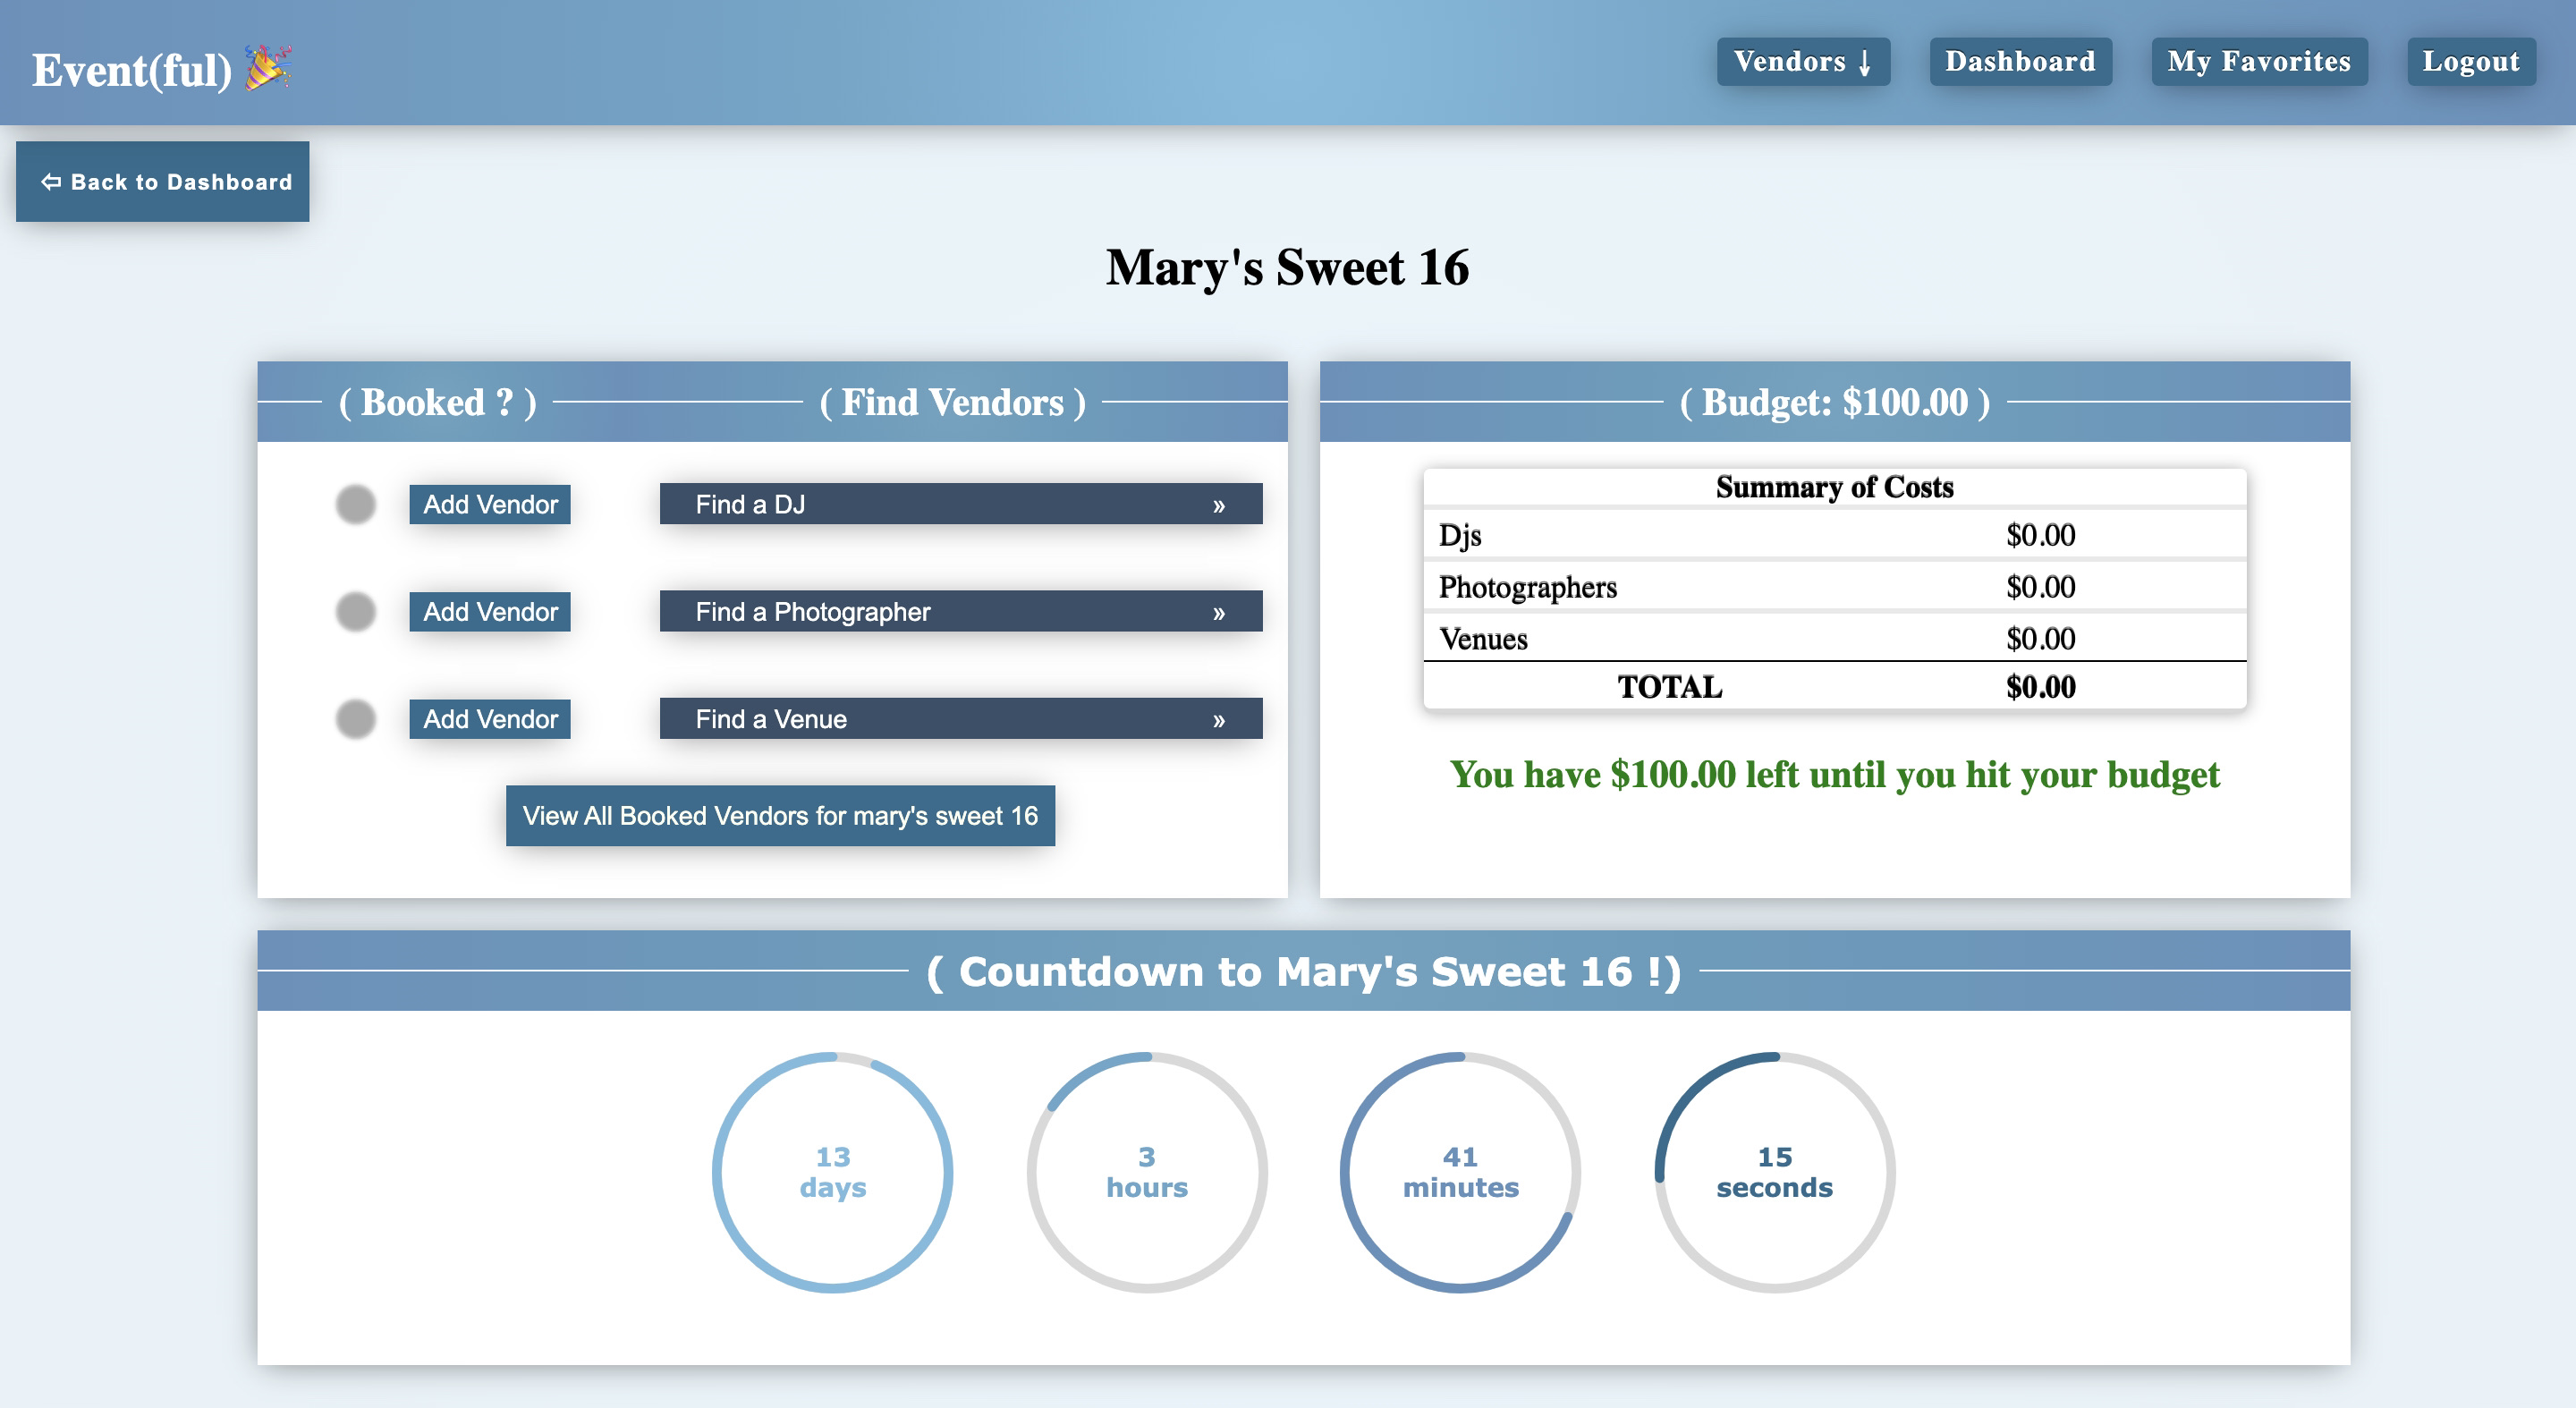 Event(ful) 🎉
Vendors ↓ Dashboard My Favorites Logout
⇦ Back to Dashboard
Mary's Sweet 16
( Booked ? ) ( Find Vendors )
Add Vendor Find a DJ »
Add Vendor Find a Photographer »
Add Vendor Find a Venue »
View All Booked Vendors for mary's sweet 16
( Budget: $100.00 )
Summary of Costs
Djs $0.00
Photographers $0.00
Venues $0.00
TOTAL $0.00
You have $100.00 left until you hit your budget
( Countdown to Mary's Sweet 16 !)
13
days
3
hours
41
minutes
15
seconds